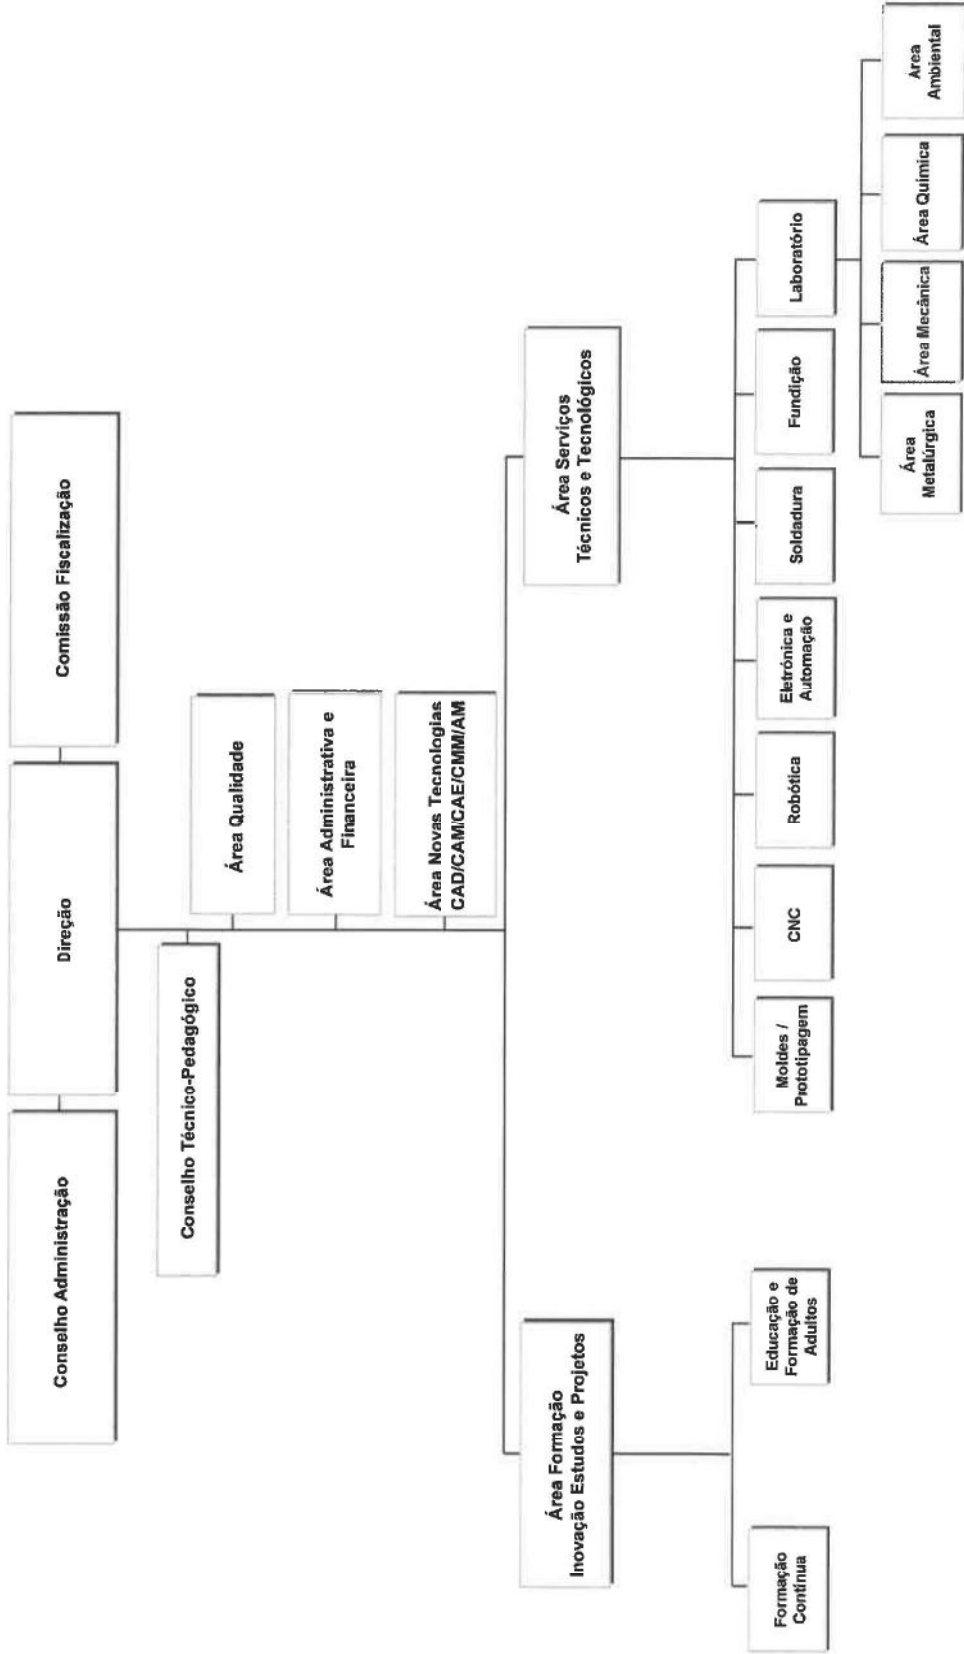 Conselho Administração
Direção
Comissão Fiscalização
Conselho Técnico-Pedagógico
Área Qualidade
Área Administrativa e
Financeira
Área Novas Tecnologias
CAD/CAM/CAE/CMM/AM
Área Formação
Inovação Estudos e Projetos
Área Serviços
Técnicos e Tecnológicos
Formação
Contínua
Educação e
Formação de
Adultos
Moldes /
Prototipagem
CNC
Robótica
Eletrónica e
Automação
Soldadura
Fundição
Laboratório
Área
Metalúrgica
Área Mecânica
Área Química
Area
Ambiental